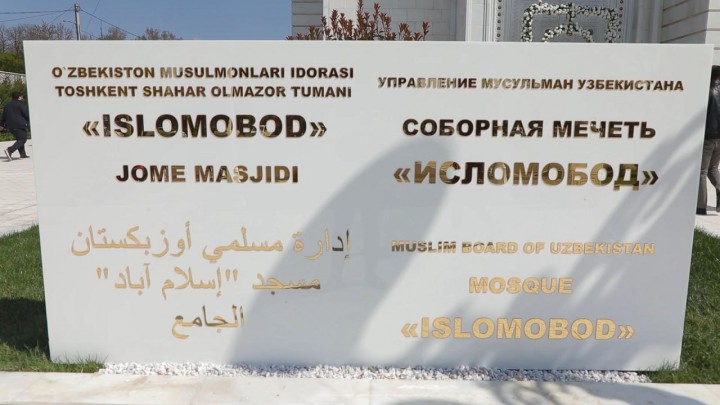 O'ZBEKISTON MUSULMONLARI IDORASI
TOSHKENT SHAHAR OLMAZOR TUMANI
«ISLOMOBOD»
JOME MASJIDI
УПРАВЛЕНИЕ МУСУЛЬМАН УЗБЕКИСТАНА
СОБОРНАЯ МЕЧЕТЬ
«ИСЛОМОБОД»
إدارة مسلمي أوزبكستان
مسجد "إسلام آباد"
الجامع
MUSLIM BOARD OF UZBEKISTAN
MOSQUE
«ISLOMOBOD»